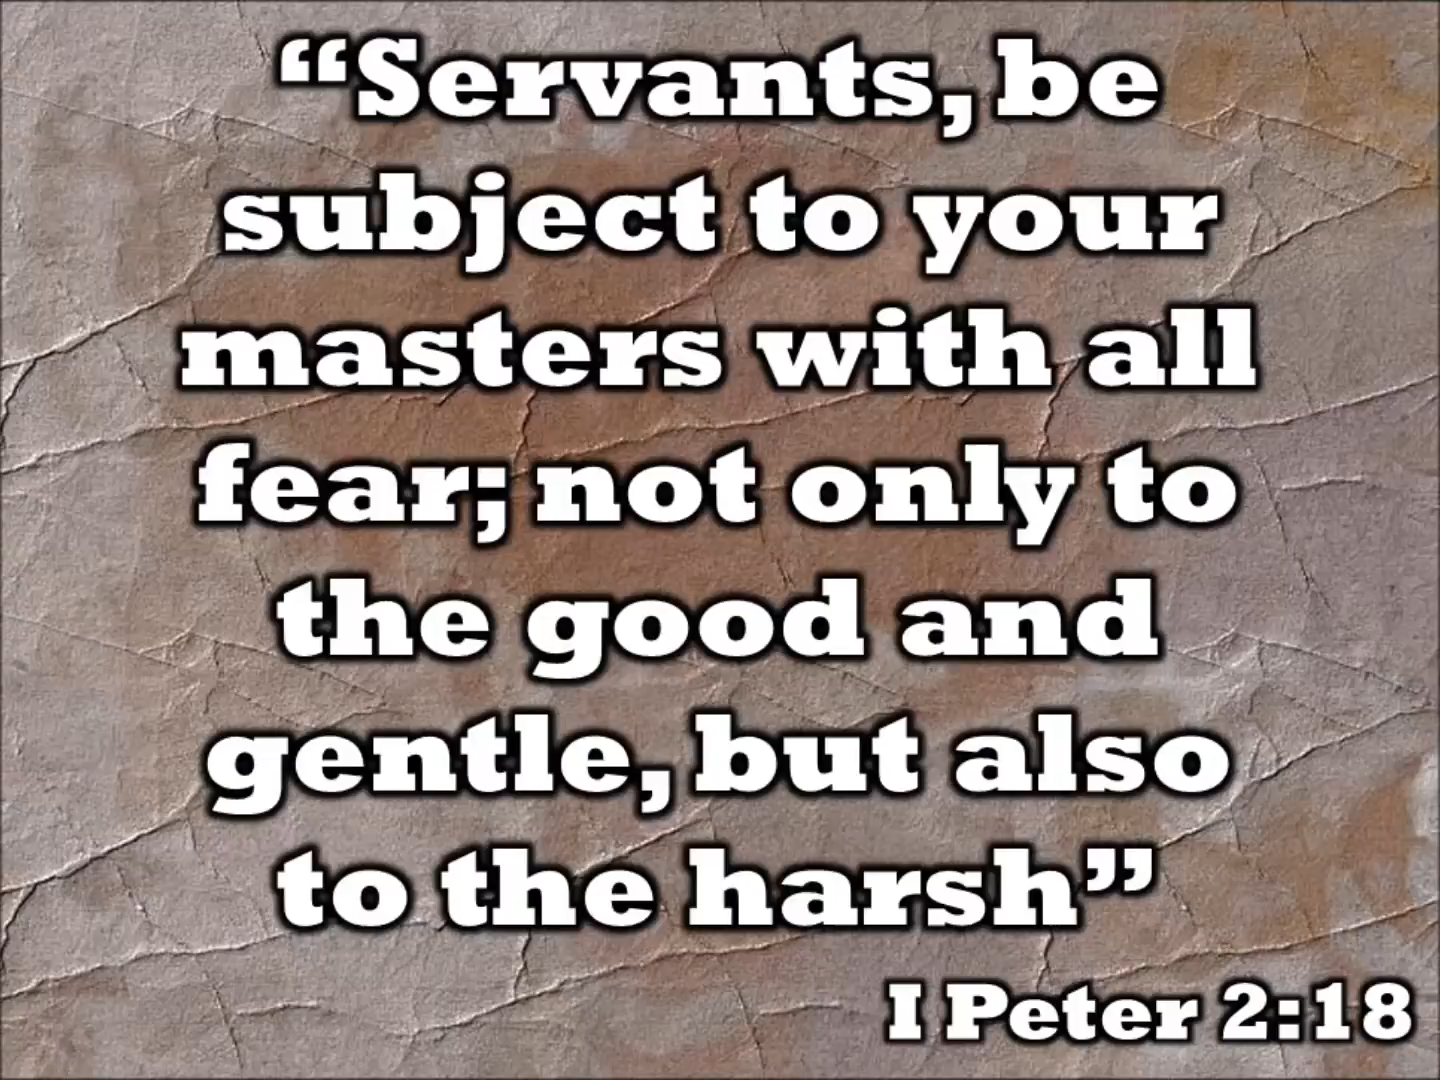 “Servants, be
subject to your
masters with all
fear; not only to
the good and
gentle, but also
to the harsh”
I Peter 2:18